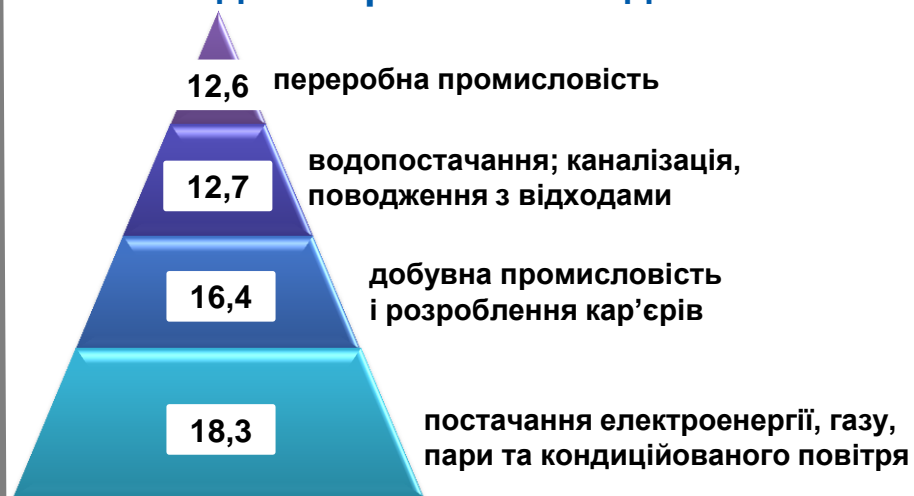 12,6
переробна промисловість
12,7
водопостачання; каналізація,
поводження з відходами
16,4
добувна промисловість
і розроблення кар’єрів
18,3
постачання електроенергії, газу,
пари та кондиційованого повітря